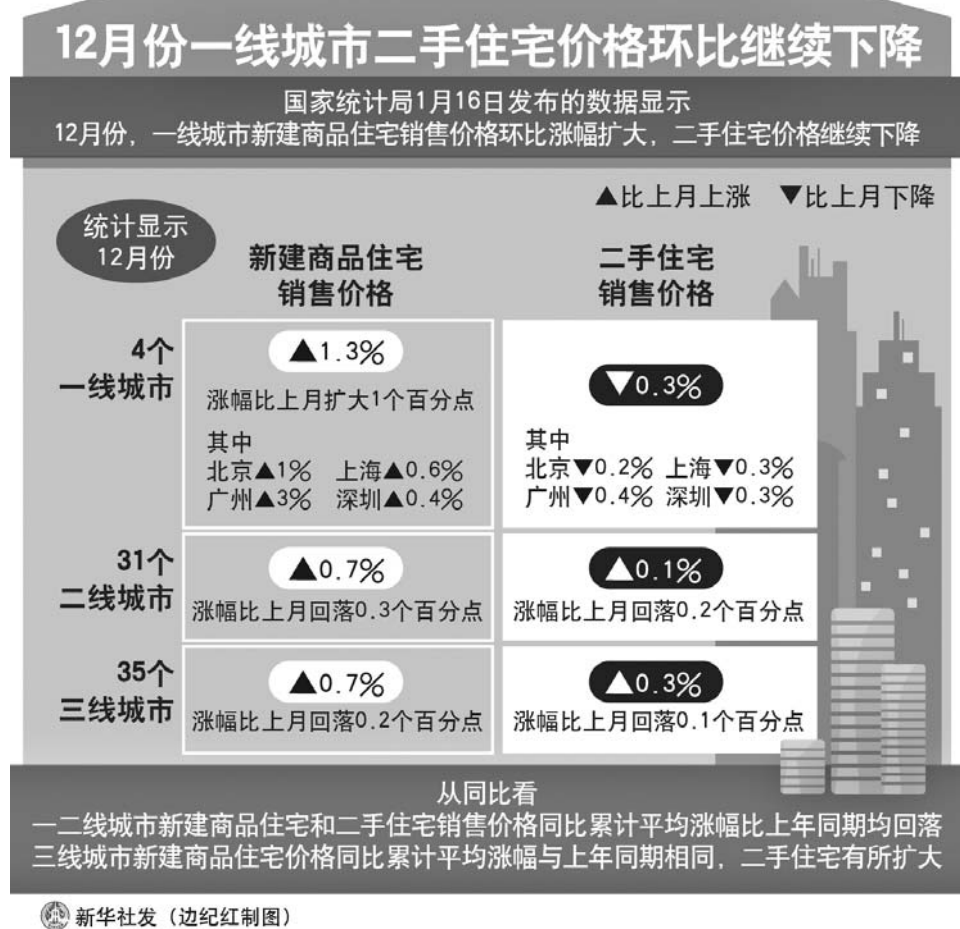 12月份一线城市二手住宅价格环比继续下降
国家统计局1月16日发布的数据显示
12月份，一线城市新建商品住宅销售价格环比涨幅扩大，二手住宅价格继续下降
▲比上月上涨 ▼比上月下降
统计显示
12月份
新建商品住宅
销售价格
二手住宅
销售价格
4个
一线城市
▲1.3%
涨幅比上月扩大1个百分点
其中
北京▲1% 上海▲0.6%
广州▲3% 深圳▲0.4%
▼0.3%
其中
北京▼0.2% 上海▼0.3%
广州▼0.4% 深圳▼0.3%
31个
二线城市
▲0.7%
涨幅比上月回落0.3个百分点
▲0.1%
涨幅比上月回落0.2个百分点
35个
三线城市
▲0.7%
涨幅比上月回落0.2个百分点
▲0.3%
涨幅比上月回落0.1个百分点
从同比看
一二线城市新建商品住宅和二手住宅销售价格同比累计平均涨幅比上年同期均回落
三线城市新建商品住宅价格同比累计平均涨幅与上年同期相同，二手住宅有所扩大
新华社发（边纪红制图）